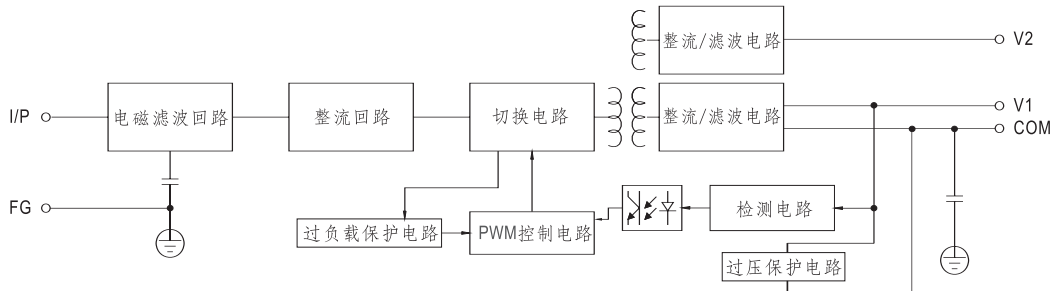 整流/滤波电路
V2
I/P
电磁滤波回路
整流回路
切换电路
整流/滤波电路
V1
COM
FG
过负载保护电路
PWM控制电路
检测电路
过压保护电路